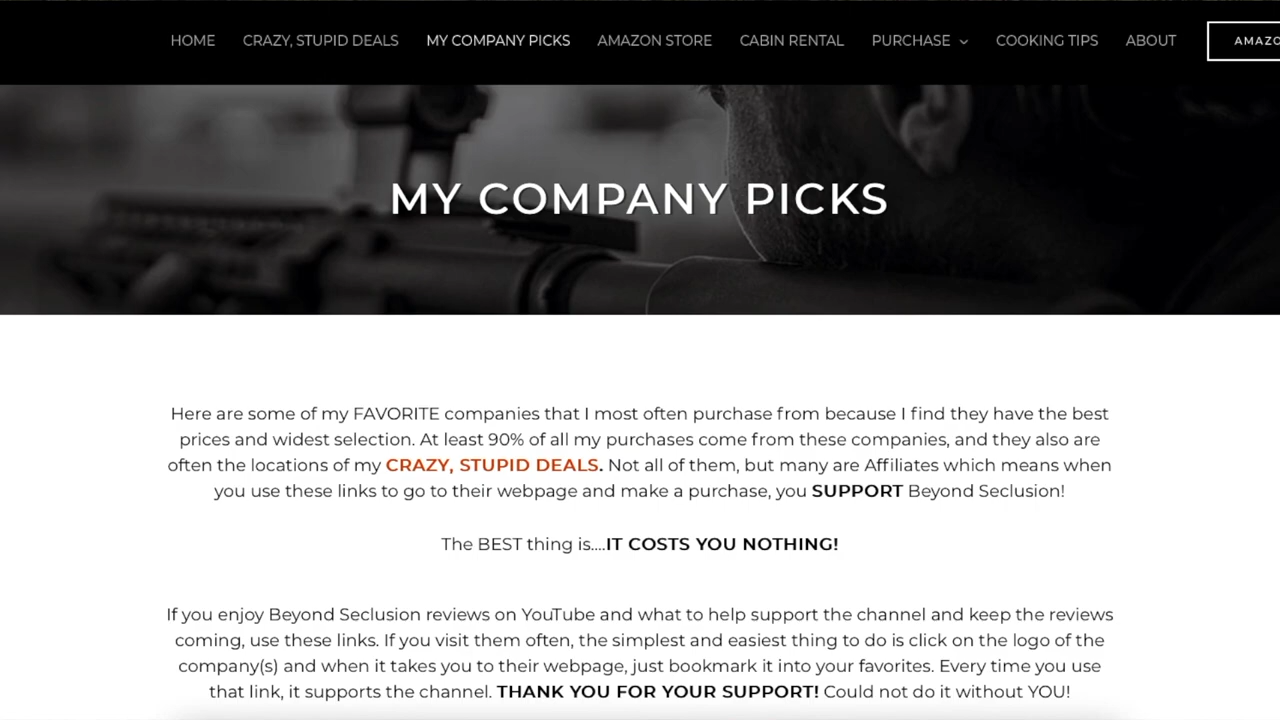 HOME CRAZY, STUPID DEALS MY COMPANY PICKS AMAZON STORE CABIN RENTAL PURCHASE COOKING TIPS ABOUT AMAZO
MY COMPANY PICKS
Here are some of my FAVORITE companies that I most often purchase from because I find they have the best
prices and widest selection. At least 90% of all my purchases come from these companies, and they also are
often the locations of my CRAZY, STUPID DEALS. Not all of them, but many are Affiliates which means when
you use these links to go to their webpage and make a purchase, you SUPPORT Beyond Seclusion!
The BEST thing is....IT COSTS YOU NOTHING!
If you enjoy Beyond Seclusion reviews on YouTube and what to help support the channel and keep the reviews
coming, use these links. If you visit them often, the simplest and easiest thing to do is click on the logo of the
company(s) and when it takes you to their webpage, just bookmark it into your favorites. Every time you use
that link, it supports the channel. THANK YOU FOR YOUR SUPPORT! Could not do it without YOU!